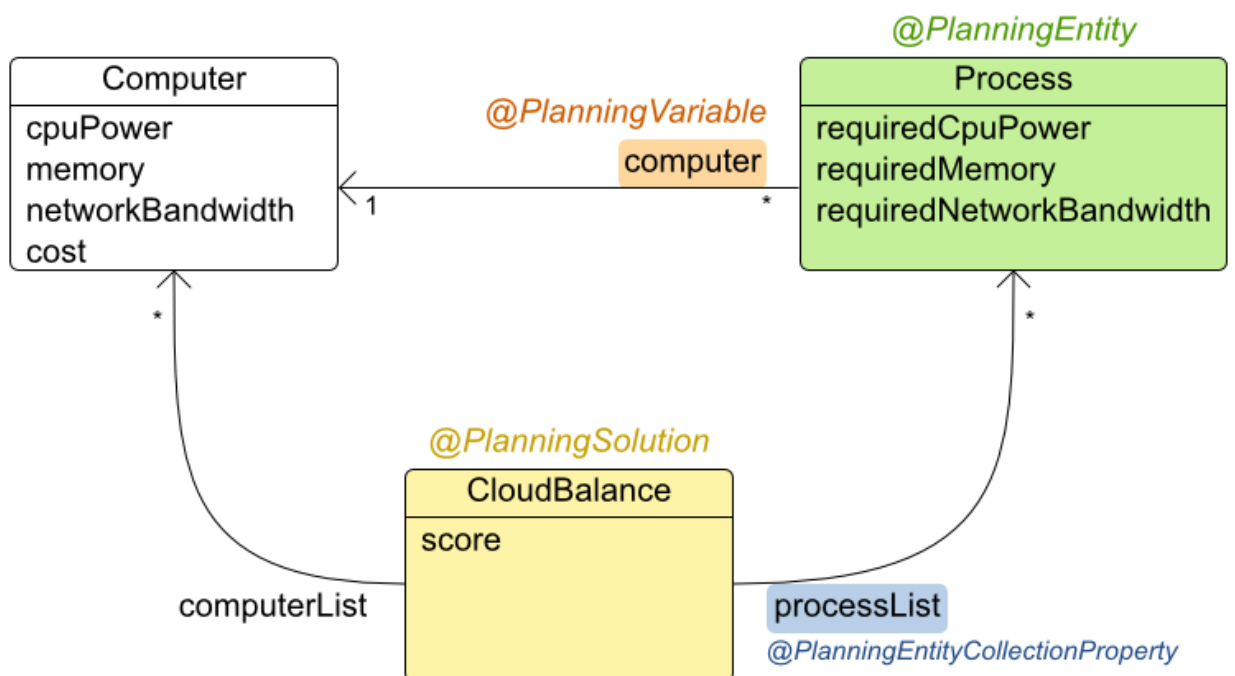 @PlanningEntity
Computer
cpuPower
memory
networkBandwidth
cost
@PlanningVariable
computer
1
*
Process
requiredCpuPower
requiredMemory
requiredNetworkBandwidth
*
*
@PlanningSolution
CloudBalance
score
computerList
processList
@PlanningEntityCollectionProperty